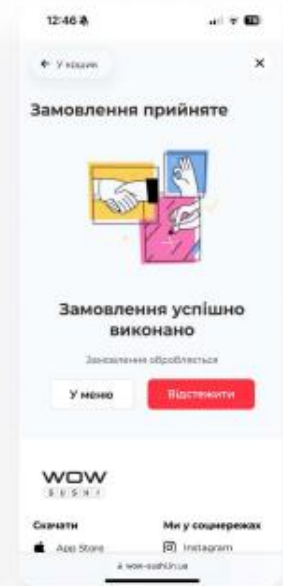 12:46
У кошик
Замовлення прийняте
Замовлення успішно
виконано
Замовлення обробляється
У меню
Відстежити
WOW
SUSHI
Скачати
Ми у соцмережах
App Store
Instagram
wow-sushi.in.ua